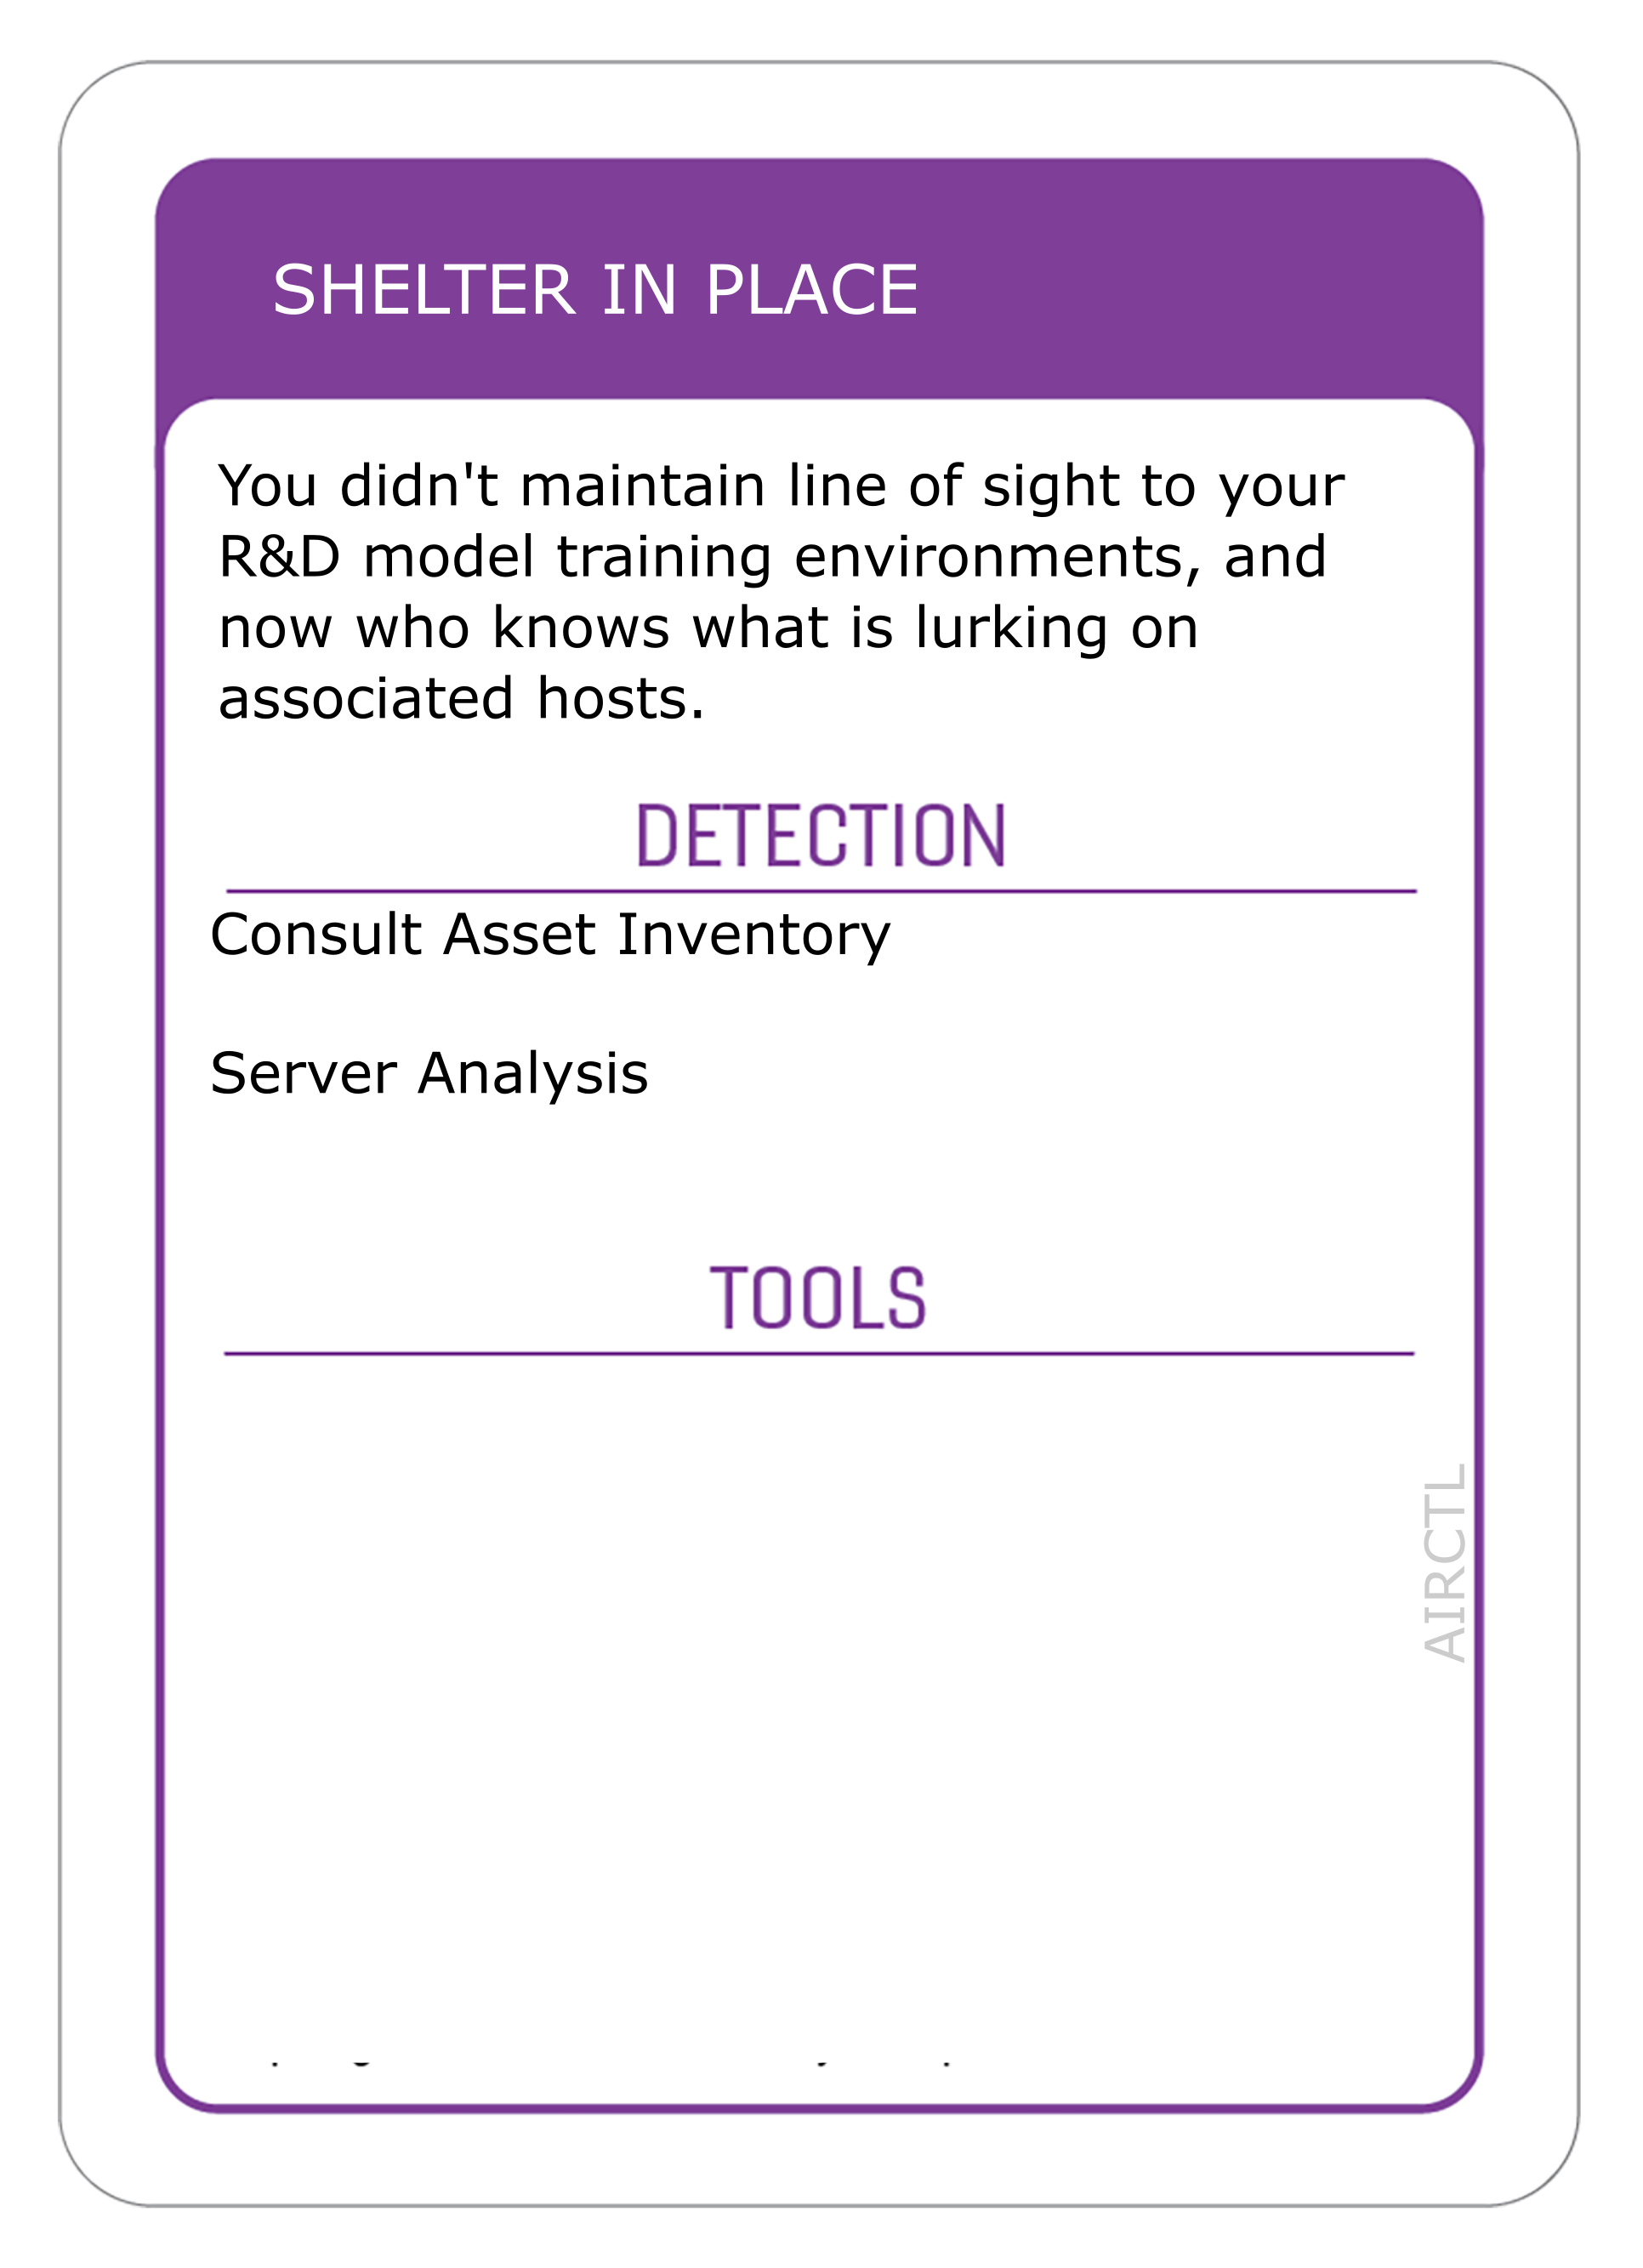 SHELTER IN PLACE
You didn't maintain line of sight to your
R&D model training environments, and
now who knows what is lurking on
associated hosts.
DETECTION
Consult Asset Inventory
Server Analysis
TOOLS
AIRCTL